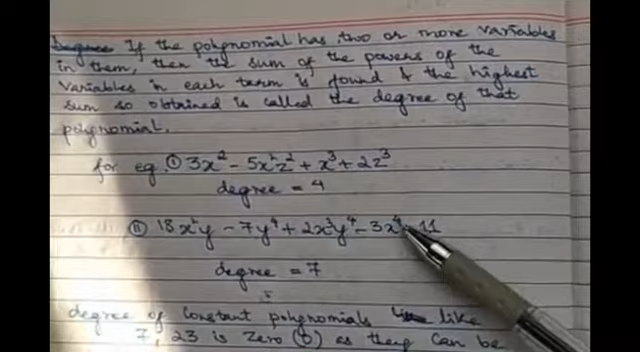 If the polynomial has two or more variables
in them, then the sum of the powers of the
variables in each term is found & the highest
sum so obtained is called the degree of that
polynomial.
for eg. ① 3x² - 5x²z² + x³ + 2z³
degree = 4
② 18x²y - 7y⁴ + 2x³y⁴ - 3x⁴ - 11
degree = 7
degree of constant polynomials like
7, 23 is zero (0) as they can be